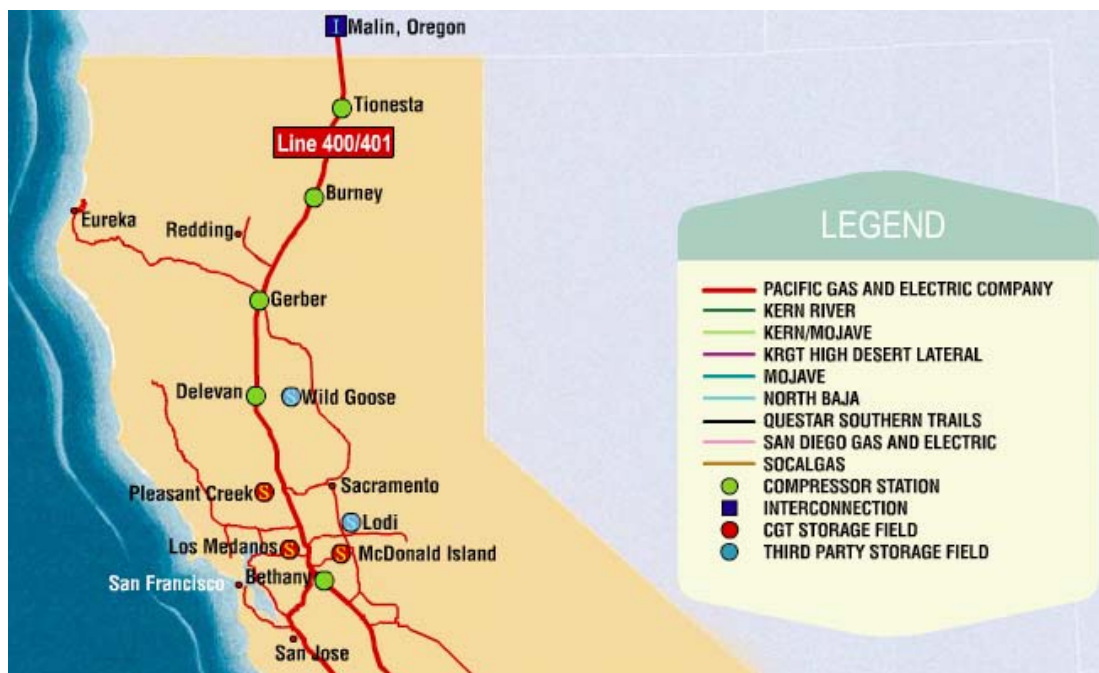 I Malin, Oregon
Tionesta
Line 400/401
Burney
Eureka
Redding
Gerber
Delevan
S Wild Goose
Pleasant Creek S
Sacramento
S Lodi
Los Medanos S
S McDonald Island
Bethany
San Francisco
San Jose
LEGEND
PACIFIC GAS AND ELECTRIC COMPANY
KERN RIVER
KERN/MOJAVE
KRGT HIGH DESERT LATERAL
MOJAVE
NORTH BAJA
QUESTAR SOUTHERN TRAILS
SAN DIEGO GAS AND ELECTRIC
SOCALGAS
COMPRESSOR STATION
INTERCONNECTION
CGT STORAGE FIELD
THIRD PARTY STORAGE FIELD